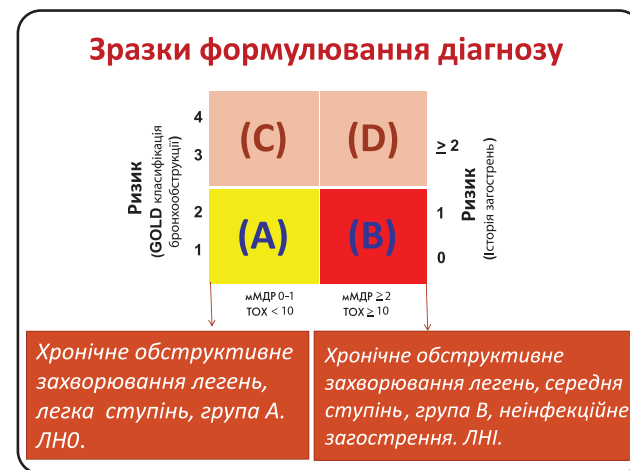 Зразки формулювання діагнозу
Ризик
(GOLD класифікація
бронхообструкції)
4
3
2
1
(C)
(D)
(A)
(B)
≥ 2
1
0
Ризик
(Історія загострень)
мМДР 0–1
ТОХ < 10
мМДР ≥ 2
ТОХ ≥ 10
Хронічне обструктивне
захворювання легень,
легка ступінь, група А.
ЛН0.
Хронічне обструктивне
захворювання легень, середня
ступінь, група В, неінфекційне
загострення. ЛНІ.